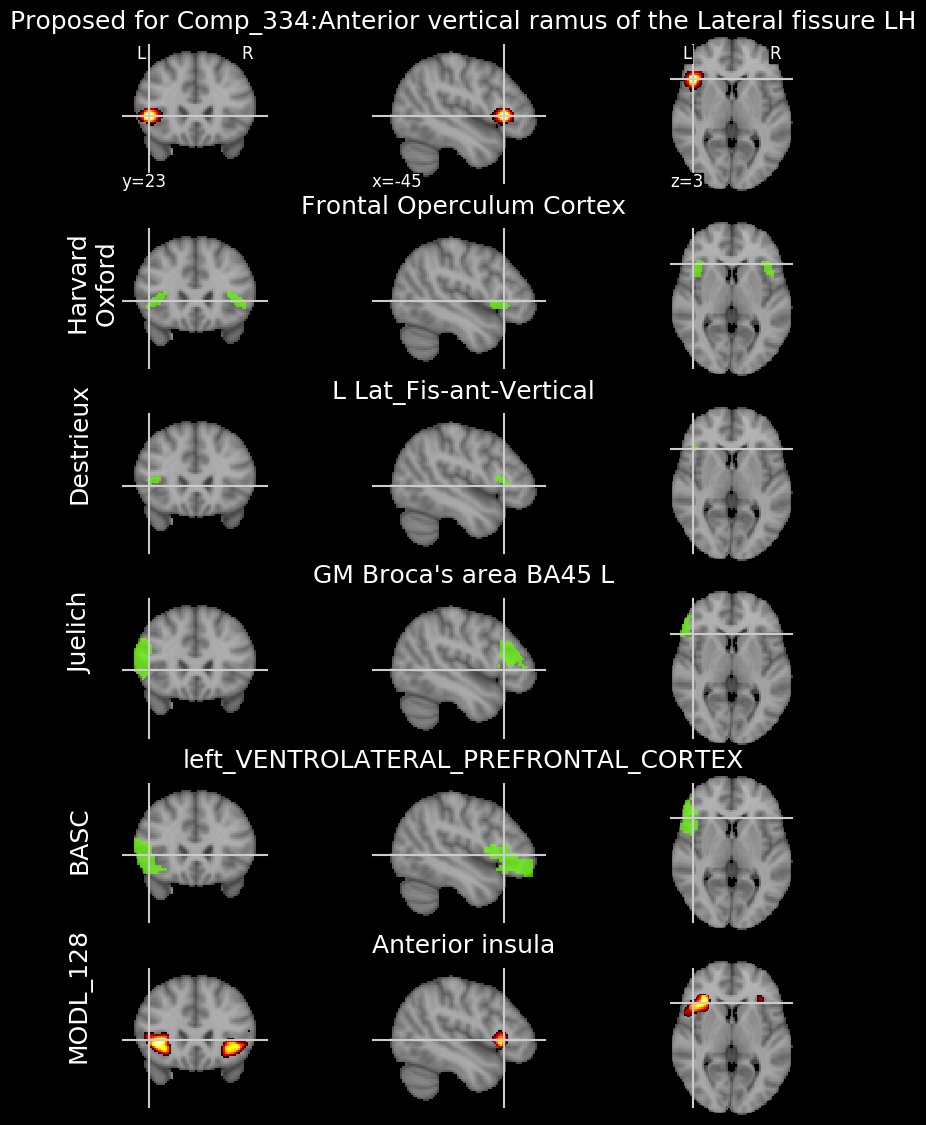 Proposed for Comp_334:Anterior vertical ramus of the Lateral fissure LH
L R L R
y=23 x=-45 z=3
Frontal Operculum Cortex
Harvard
Oxford
L Lat_Fis-ant-Vertical
Destrieux
GM Broca's area BA45 L
Juelich
left_VENTROLATERAL_PREFRONTAL_CORTEX
BASC
Anterior insula
MODL_128